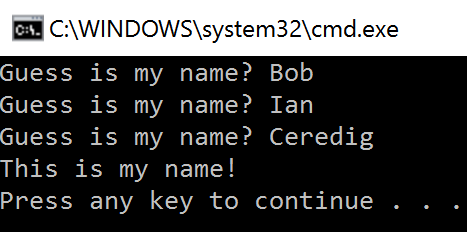 C:\WINDOWS\system32\cmd.exe
Guess is my name? Bob
Guess is my name? Ian
Guess is my name? Ceredig
This is my name!
Press any key to continue . . .